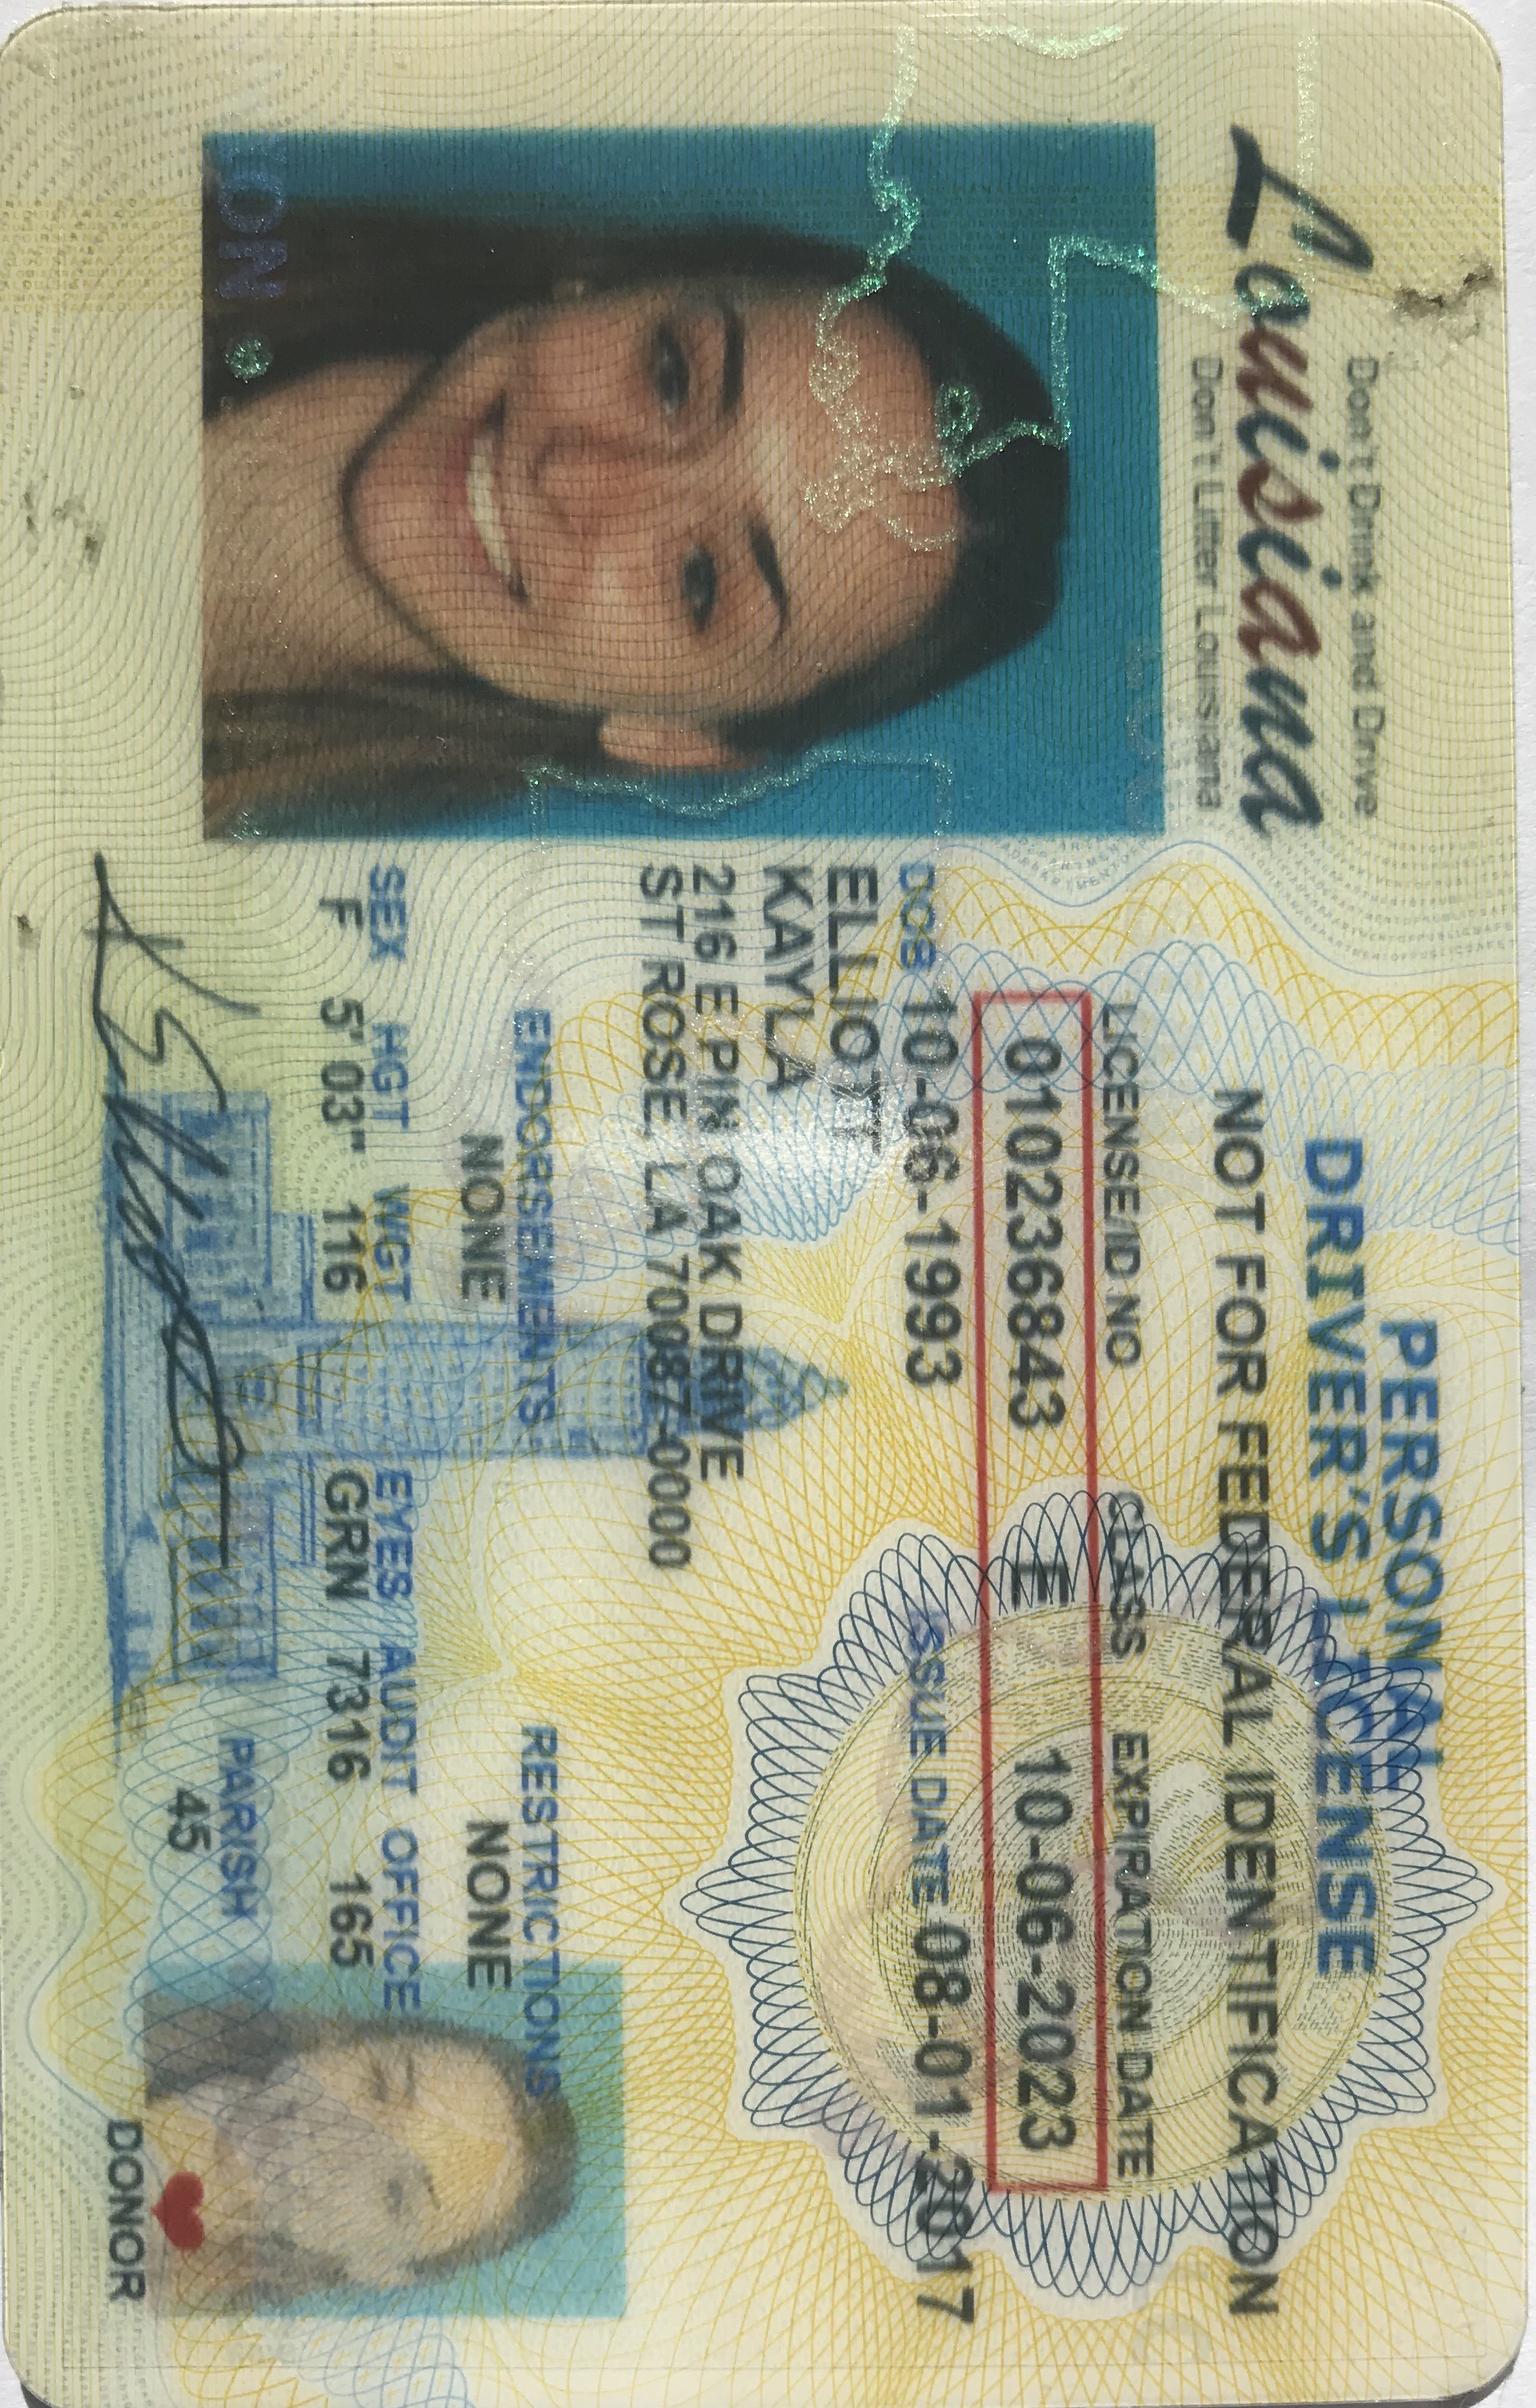 Don't Drink and Drive
Louisiana
Don't Litter Louisiana
PERSONAL
DRIVER'S LICENSE
NOT FOR FEDERAL IDENTIFICATION
LICENSE/ID NO CLASS EXPIRATION DATE
010236843 E 10-06-2023
DOB 10-06-1993 ISSUE DATE 08-01-2017
ELLIOTT
KAYLA
216 E PIN OAK DRIVE
ST ROSE LA 70087-0000
ENDORSEMENTS RESTRICTIONS
NONE NONE
SEX HGT WGT EYES AUDIT OFFICE
F 5' 03" 116 GRN 7316 165
PARISH
45
DONOR